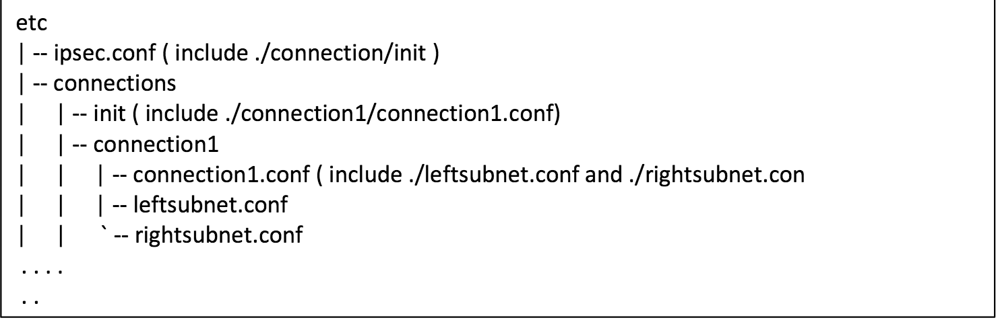 etc
| -- ipsec.conf ( include ./connection/init )
| -- connections
|     | -- init ( include ./connection1/connection1.conf)
|     | -- connection1
|     |     | -- connection1.conf ( include ./leftsubnet.conf and ./rightsubnet.con
|     |     | -- leftsubnet.conf
|     |     ` -- rightsubnet.conf
. . . .
. .